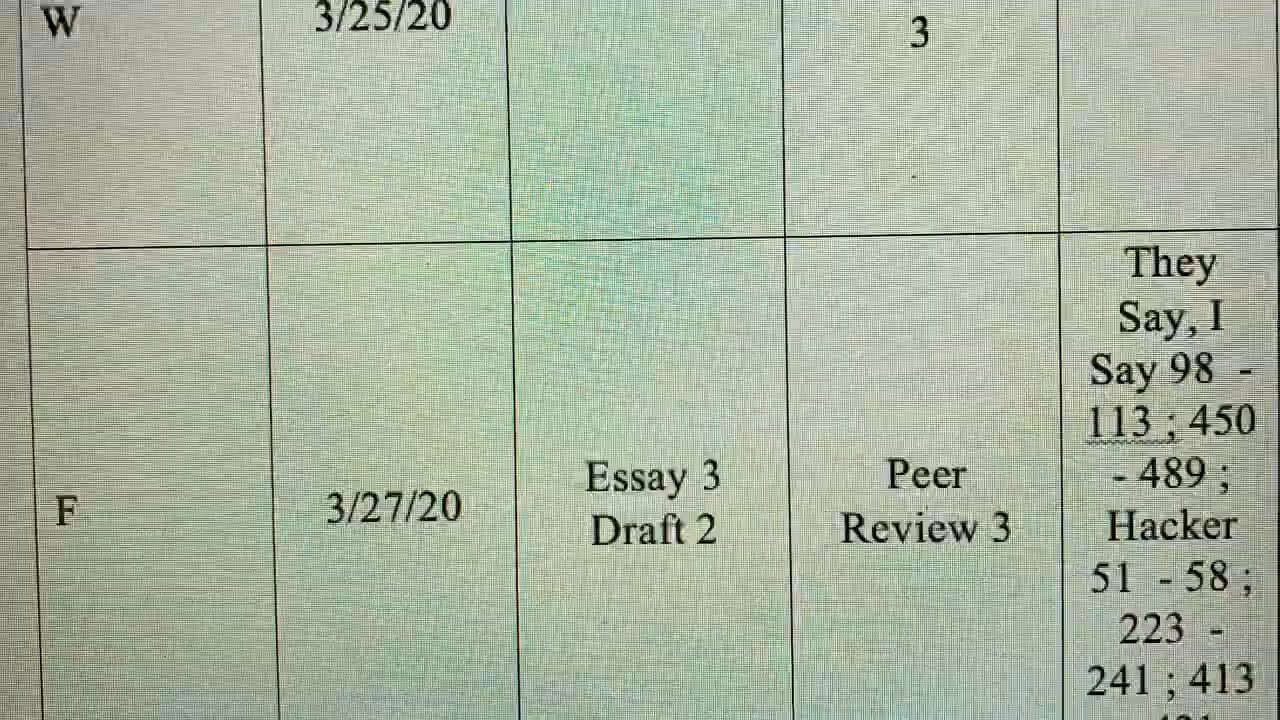 W
3/25/20
3
F
3/27/20
Essay 3
Draft 2
Peer
Review 3
They
Say, I
Say 98 -
113 ; 450
- 489 ;
Hacker
51 - 58 ;
223 -
241 ; 413